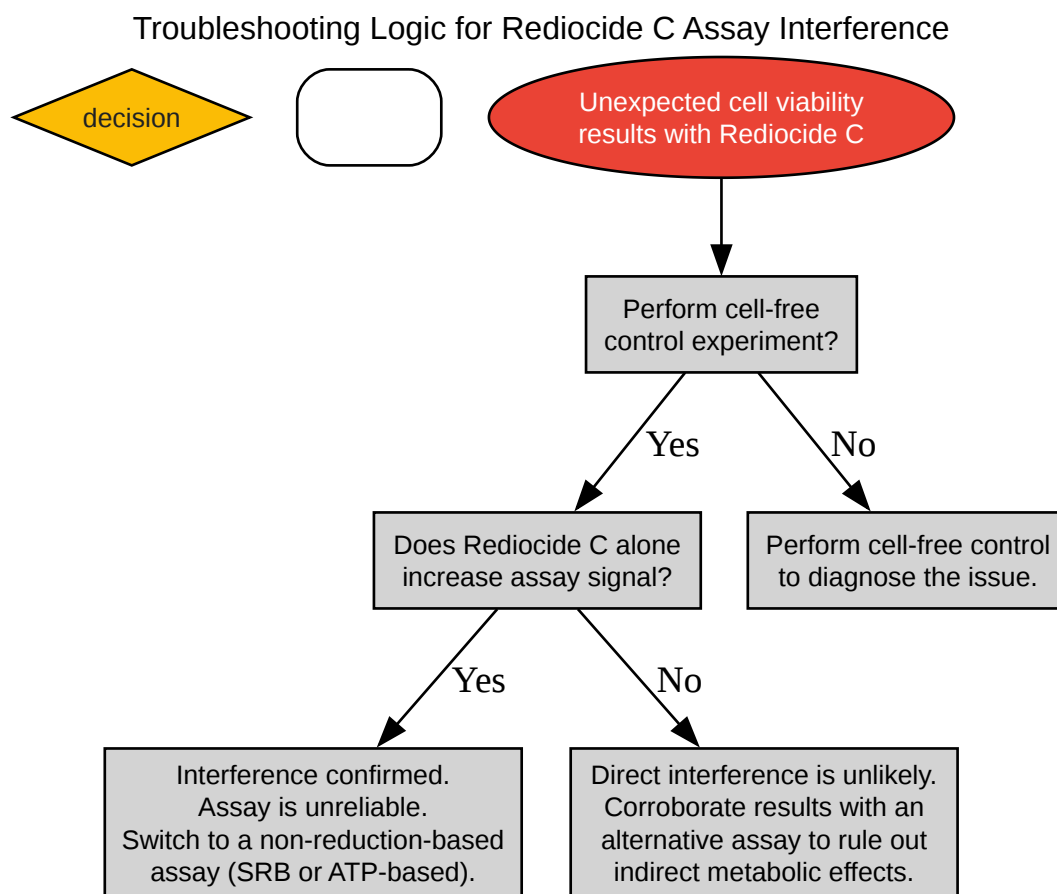 Troubleshooting Logic for Rediocide C Assay Interference
decision
Unexpected cell viability
results with Rediocide C
Perform cell-free
control experiment?
Yes
No
Does Rediocide C alone
increase assay signal?
Perform cell-free control
to diagnose the issue.
Yes
No
Interference confirmed.
Assay is unreliable.
Switch to a non-reduction-based
assay (SRB or ATP-based).
Direct interference is unlikely.
Corroborate results with an
alternative assay to rule out
indirect metabolic effects.